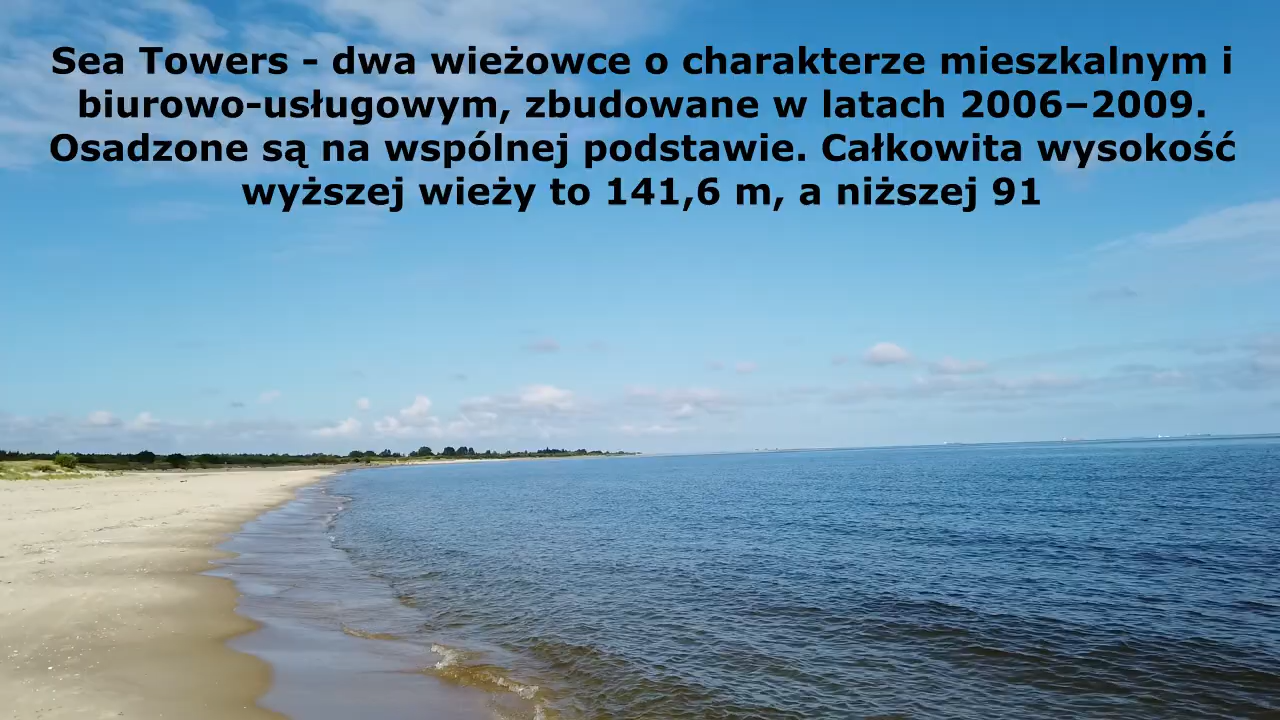 Sea Towers - dwa wieżowce o charakterze mieszkalnym i
biurowo-usługowym, zbudowane w latach 2006–2009.
Osadzone są na wspólnej podstawie. Całkowita wysokość
wyższej wieży to 141,6 m, a niższej 91